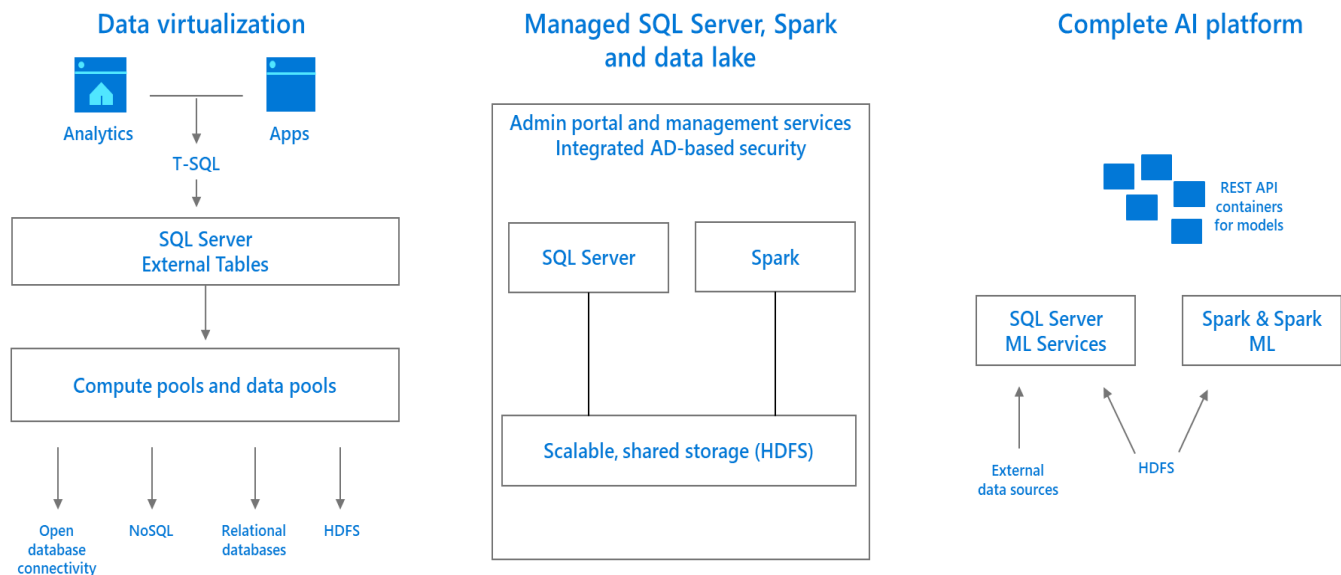 Data virtualization
Analytics
Apps
T-SQL
SQL Server
External Tables
Compute pools and data pools
Open
database
connectivity
NoSQL
Relational
databases
HDFS
Managed SQL Server, Spark
and data lake
Admin portal and management services
Integrated AD-based security
SQL Server
Spark
Scalable, shared storage (HDFS)
Complete AI platform
REST API
containers
for models
SQL Server
ML Services
Spark & Spark
ML
External
data sources
HDFS